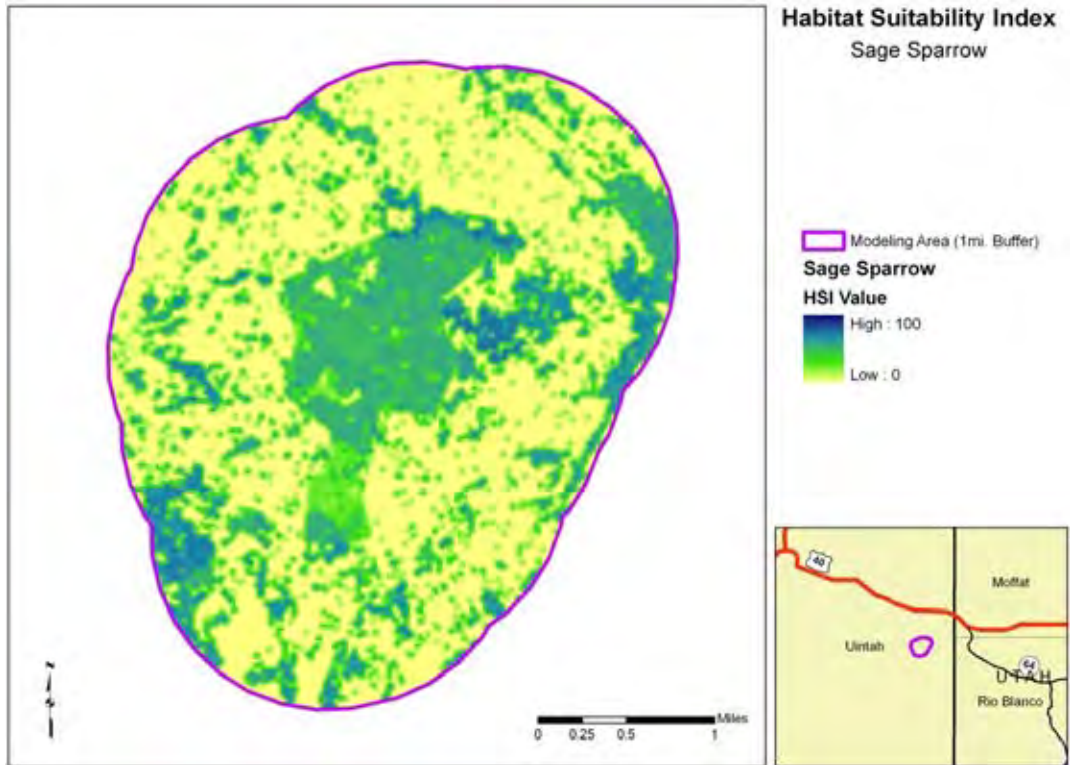 Habitat Suitability Index
Sage Sparrow
Modeling Area (1mi. Buffer)
Sage Sparrow
HSI Value
High : 100
Low : 0
Miles
0 0.25 0.5 1
40
Moffat
Uintah
64
UTAH
Rio Blanco